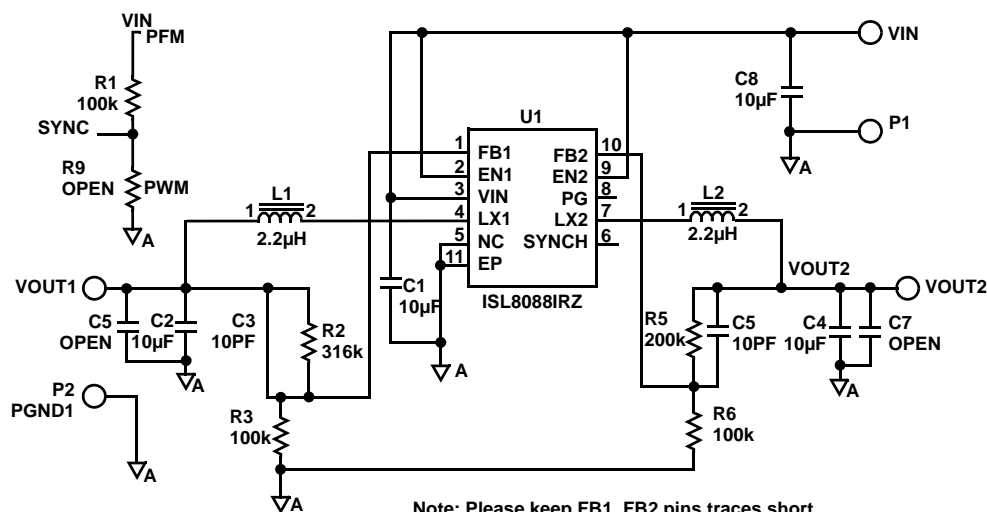 VIN
PFM
R1
100k
SYNC
R9
OPEN
PWM
A
L1
1
2
2.2µH
VOUT1
C5
OPEN
C2
10µF
C3
10PF
R2
316k
A
P2
PGND1
A
R3
100k
A
U1
1
FB1
2
EN1
3
VIN
4
LX1
5
NC
11
EP
10
FB2
9
EN2
8
PG
7
LX2
6
SYNCH
ISL8088IRZ
C1
10µF
A
VIN
C8
10µF
P1
A
L2
1
2
2.2µH
VOUT2
VOUT2
R5
200k
C5
10PF
C4
10µF
C7
OPEN
A
R6
100k
Note: Please keep FB1, FB2 pins traces short